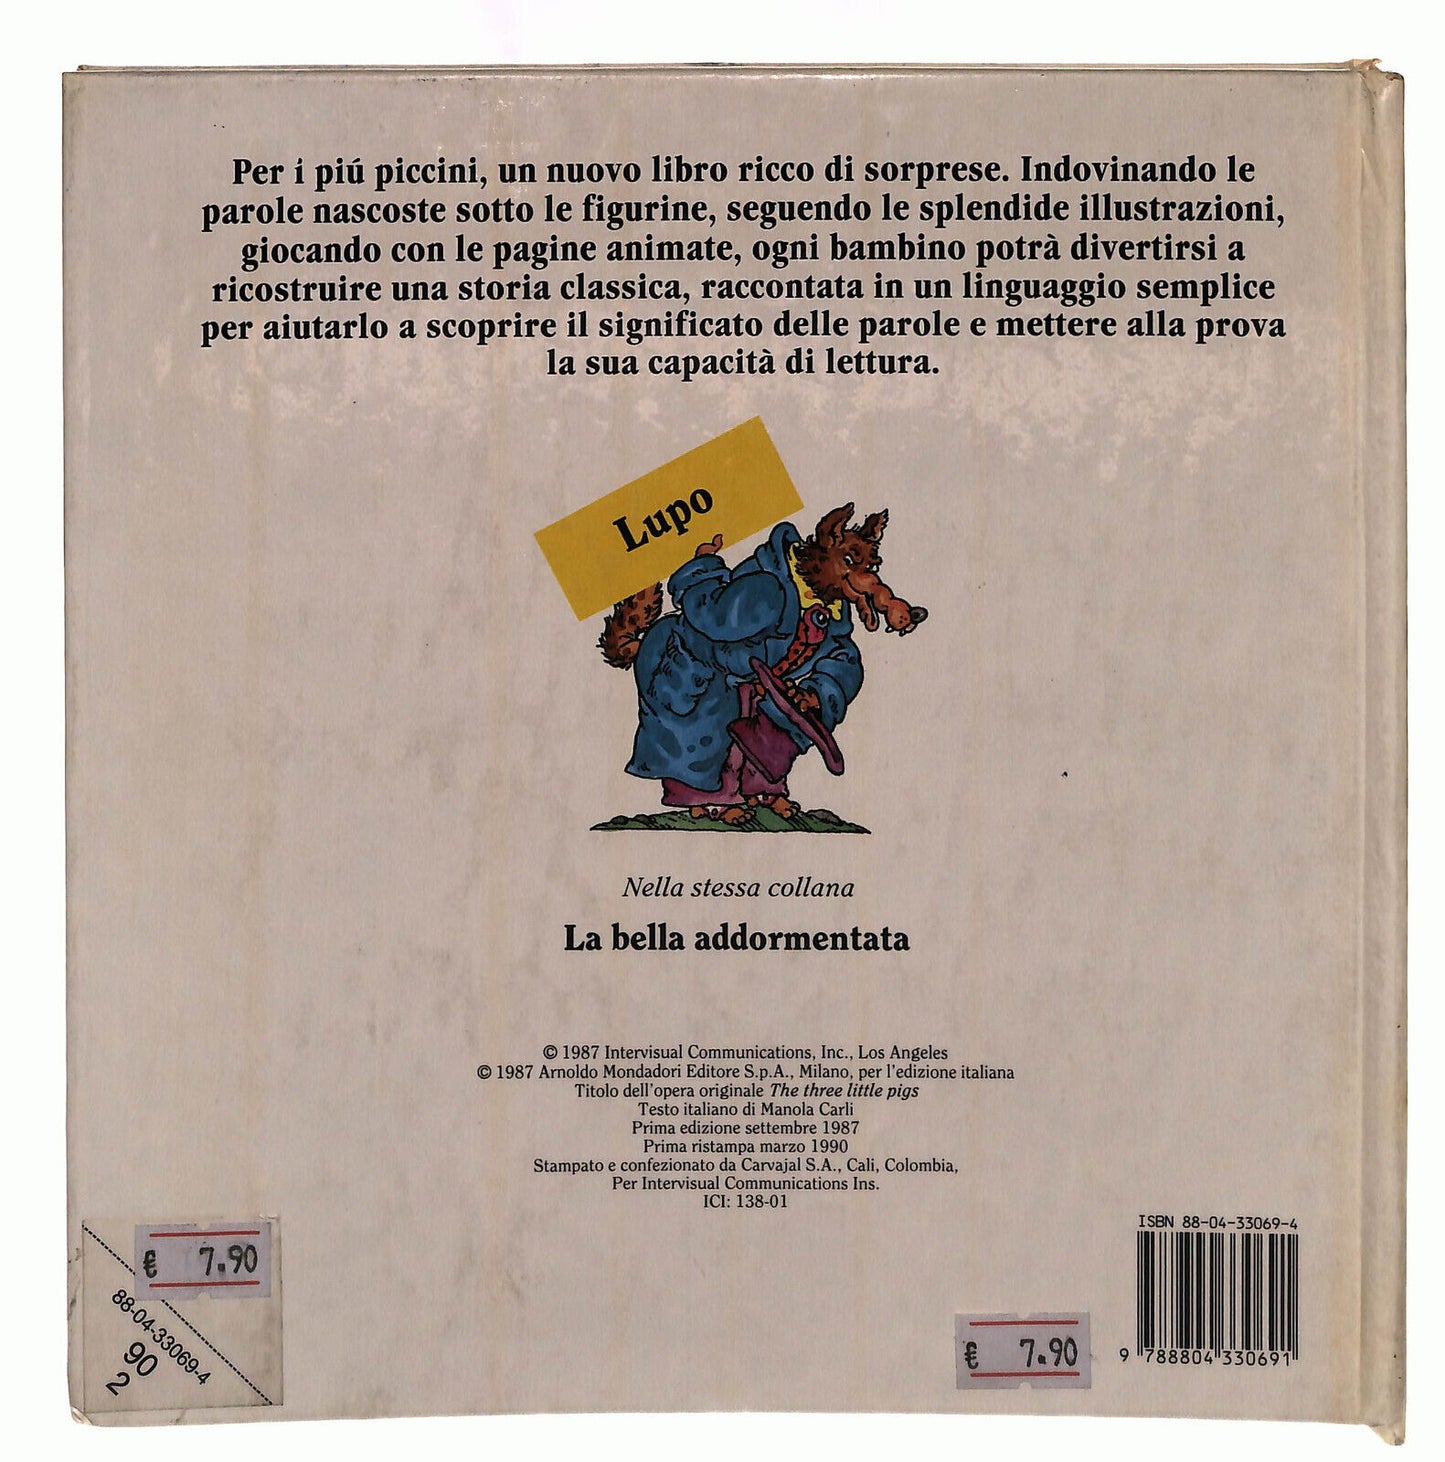 Per i piú piccini, un nuovo libro ricco di sorprese. Indovinando le
parole nascoste sotto le figurine, seguendo le splendide illustrazioni,
giocando con le pagine animate, ogni bambino potrà divertirsi a
ricostruire una storia classica, raccontata in un linguaggio semplice
per aiutarlo a scoprire il significato delle parole e mettere alla prova
la sua capacità di lettura.
Lupo
Nella stessa collana
La bella addormentata
© 1987 Intervisual Communications, Inc., Los Angeles
© 1987 Arnoldo Mondadori Editore S.p.A., Milano, per l'edizione italiana
Titolo dell'opera originale The three little pigs
Testo italiano di Manola Carli
Prima edizione settembre 1987
Prima ristampa marzo 1990
Stampato e confezionato da Carvajal S.A., Cali, Colombia,
Per Intervisual Communications Ins.
ICI: 138-01
€ 7.90
88-04-33069-4
90
2
€ 7.90
ISBN 88-04-33069-4
9 788804 330691